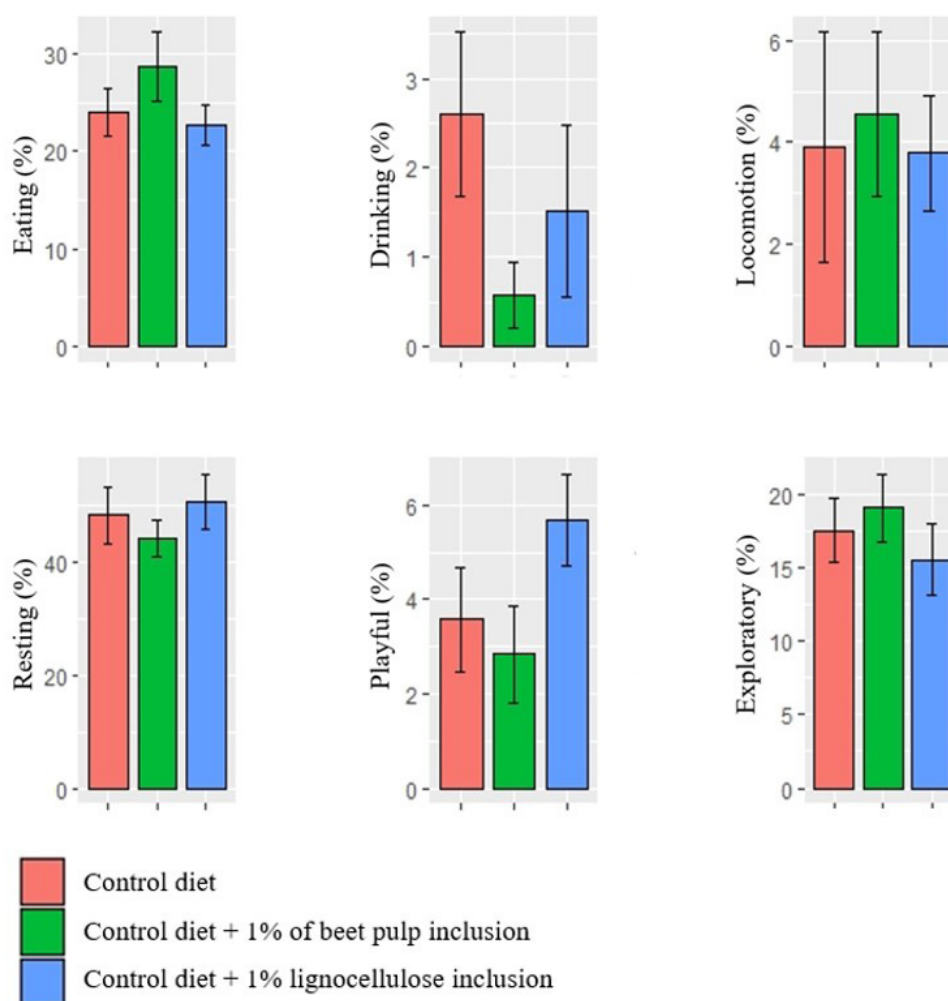 Eating (%)
30
20
10
0
Drinking (%)
3
2
1
0
Locomotion (%)
6
4
2
0
Resting (%)
40
20
0
Playful (%)
6
4
2
0
Exploratory (%)
20
15
10
5
0
Control diet
Control diet + 1% of beet pulp inclusion
Control diet + 1% lignocellulose inclusion